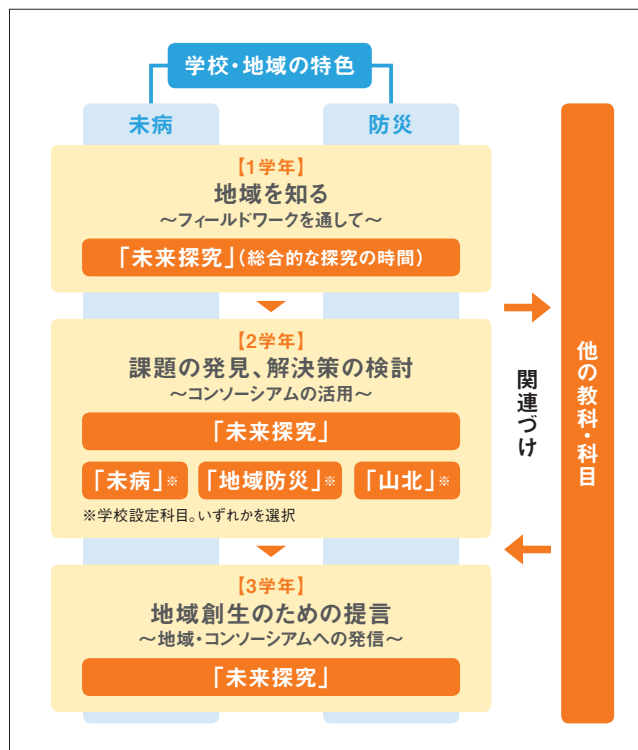 学校・地域の特色
未病
防災
【1学年】
地域を知る
～フィールドワークを通して～
「未来探究」(総合的な探究の時間)
【2学年】
課題の発見、解決策の検討
～コンソーシアムの活用～
「未来探究」
「未病」※
「地域防災」※
「山北」※
※学校設定科目。いずれかを選択
【3学年】
地域創生のための提言
～地域・コンソーシアムへの発信～
「未来探究」
関連づけ
他の教科・科目